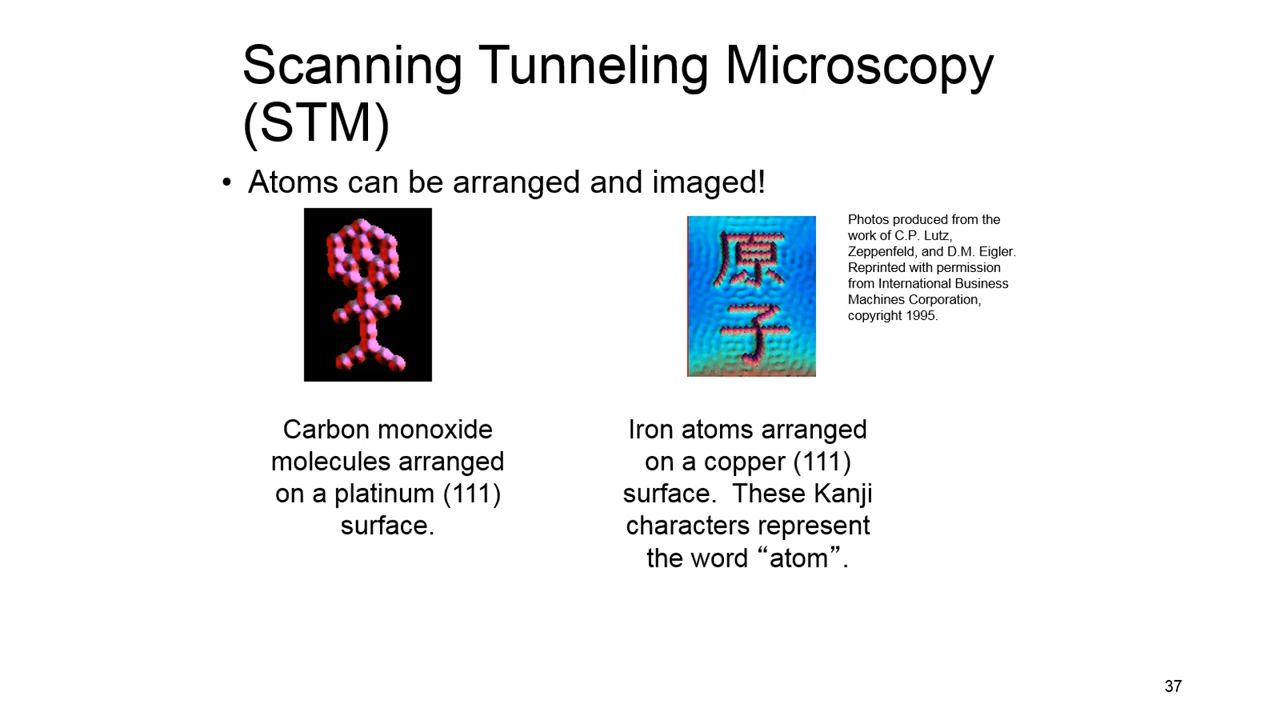 Scanning Tunneling Microscopy
(STM)
• Atoms can be arranged and imaged!
原
子
Photos produced from the
work of C.P. Lutz,
Zeppenfeld, and D.M. Eigler.
Reprinted with permission
from International Business
Machines Corporation,
copyright 1995.
Carbon monoxide
molecules arranged
on a platinum (111)
surface.
Iron atoms arranged
on a copper (111)
surface.  These Kanji
characters represent
the word “atom”.
37